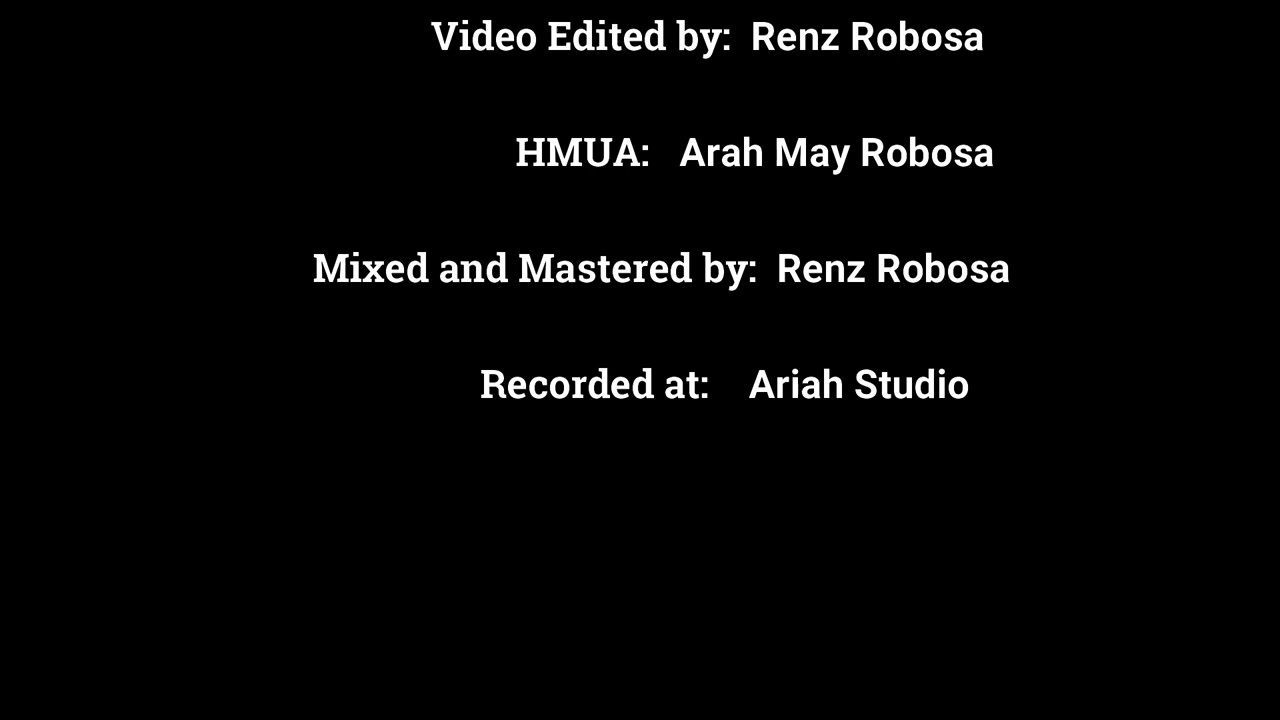 Video Edited by: Renz Robosa
HMUA: Arah May Robosa
Mixed and Mastered by: Renz Robosa
Recorded at: Ariah Studio